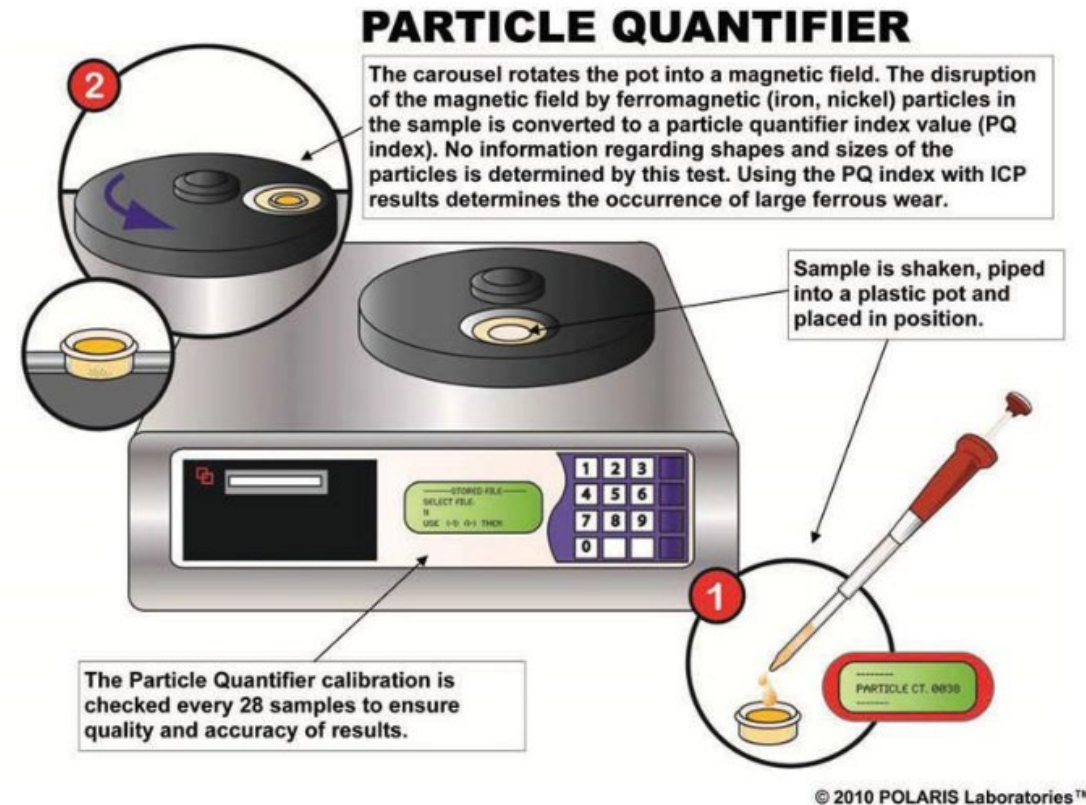 PARTICLE QUANTIFIER
2
The carousel rotates the pot into a magnetic field. The disruption
of the magnetic field by ferromagnetic (iron, nickel) particles in
the sample is converted to a particle quantifier index value (PQ
index). No information regarding shapes and sizes of the
particles is determined by this test. Using the PQ index with ICP
results determines the occurrence of large ferrous wear.
Sample is shaken, piped
into a plastic pot and
placed in position.
STORED FILE
SELECT FILE.
USE
THEN
1 2 3
4 5 6
7 8 9
0
1
PARTICLE CT. 0038
The Particle Quantifier calibration is
checked every 28 samples to ensure
quality and accuracy of results.
© 2010 POLARIS Laboratories™